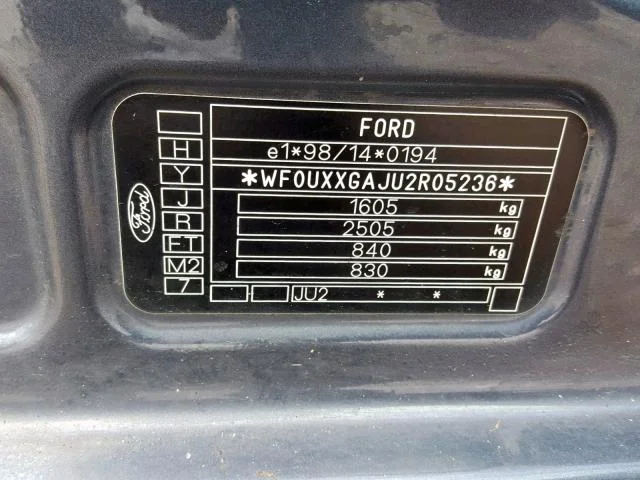 FORD
H
e1*98/14*0194
Y
*WF0UXXGAJU2R05236*
J
1605 kg
R
2505 kg
Ford
FT
840 kg
M2
830 kg
7
JU2 * *